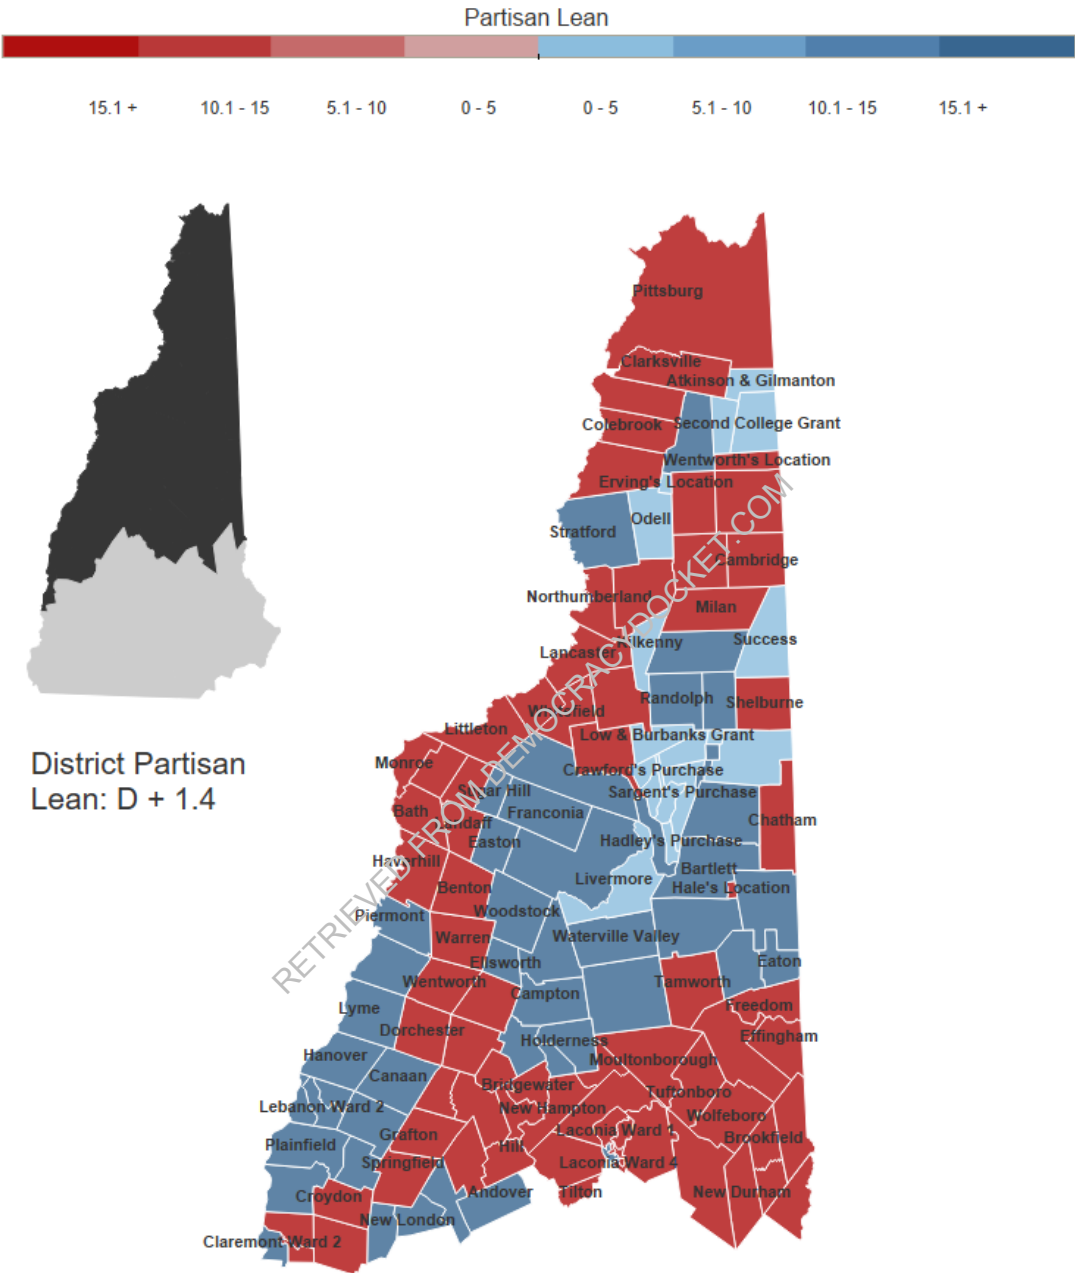 Partisan Lean
15.1 + 10.1 - 15 5.1 - 10 0 - 5 0 - 5 5.1 - 10 10.1 - 15 15.1 +
Pittsburg
Clarksville
Atkinson & Gilmanton
Colebrook
Second College Grant
Wentworth's Location
Erving's Location
Odell
Stratford
Cambridge
Northumberland
Milan
Success
Kilkenny
Lancaster
Randolph
Shelburne
Whitefield
Littleton
Low & Burbanks Grant
Monroe
Crawford's Purchase
Sugar Hill
Sargent's Purchase
Bath
Franconia
Landaff
Chatham
Easton
Hadley's Purchase
Haverhill
Bartlett
Livermore
Hale's Location
Benton
Piermont
Woodstock
Warren
Waterville Valley
Ellsworth
Eaton
Wentworth
Tamworth
Campton
Lyme
Freedom
Dorchester
Effingham
Holderness
Hanover
Moultonborough
Canaan
Bridgewater
Tuftonboro
Lebanon Ward 2
New Hampton
Wolfeboro
Laconia Ward 1
Grafton
Brookfield
Plainfield
Hill
Springfield
Laconia Ward 4
Croydon
Andover
Tilton
New Durham
New London
Claremont Ward 2
District Partisan
Lean: D + 1.4
RETRIEVED FROM DEMOCRACYDOCKET.COM